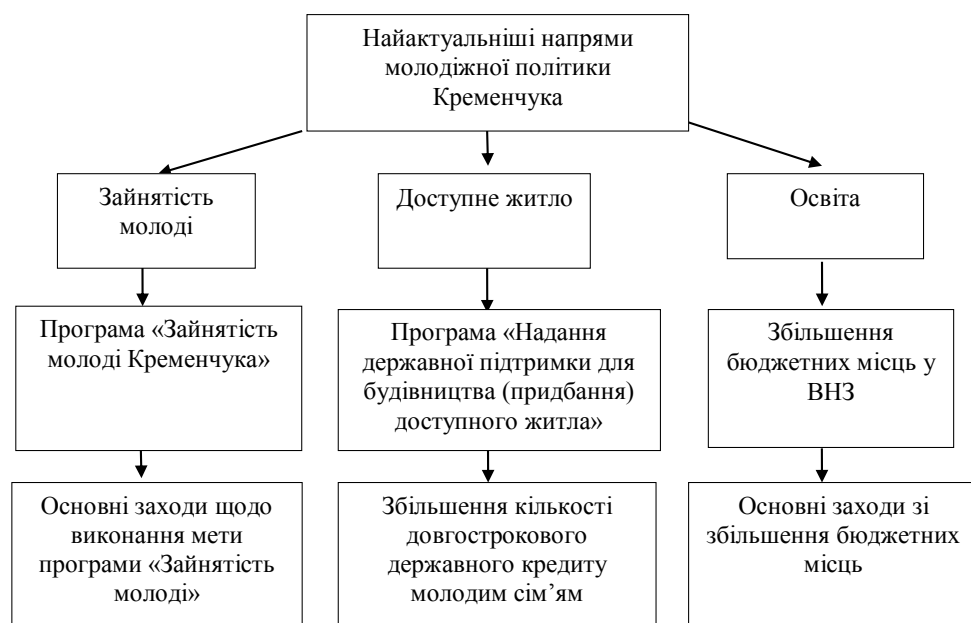 Найактуальніші напрями
молодіжної політики
Кременчука
Зайнятість
молоді
Доступне житло
Освіта
Програма «Зайнятість
молоді Кременчука»
Програма «Надання
державної підтримки для
будівництва (придбання)
доступного житла»
Збільшення
бюджетних місць у
ВНЗ
Основні заходи щодо
виконання мети
програми «Зайнятість
молоді»
Збільшення кількості
довгострокового
державного кредиту
молодим сім’ям
Основні заходи зі
збільшення бюджетних
місць